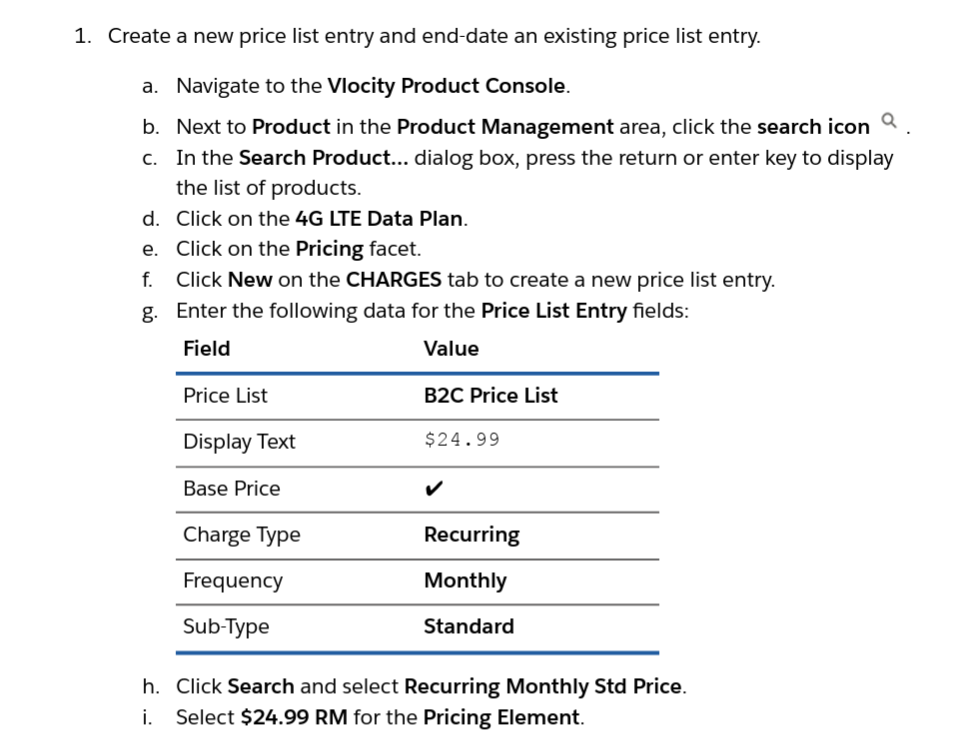 1. Create a new price list entry and end-date an existing price list entry.
a. Navigate to the Vlocity Product Console.
b. Next to Product in the Product Management area, click the search icon .
c. In the Search Product... dialog box, press the return or enter key to display
the list of products.
d. Click on the 4G LTE Data Plan.
e. Click on the Pricing facet.
f. Click New on the CHARGES tab to create a new price list entry.
g. Enter the following data for the Price List Entry fields:
Field Value
Price List B2C Price List
Display Text $24.99
Base Price ✔
Charge Type Recurring
Frequency Monthly
Sub-Type Standard
h. Click Search and select Recurring Monthly Std Price.
i. Select $24.99 RM for the Pricing Element.